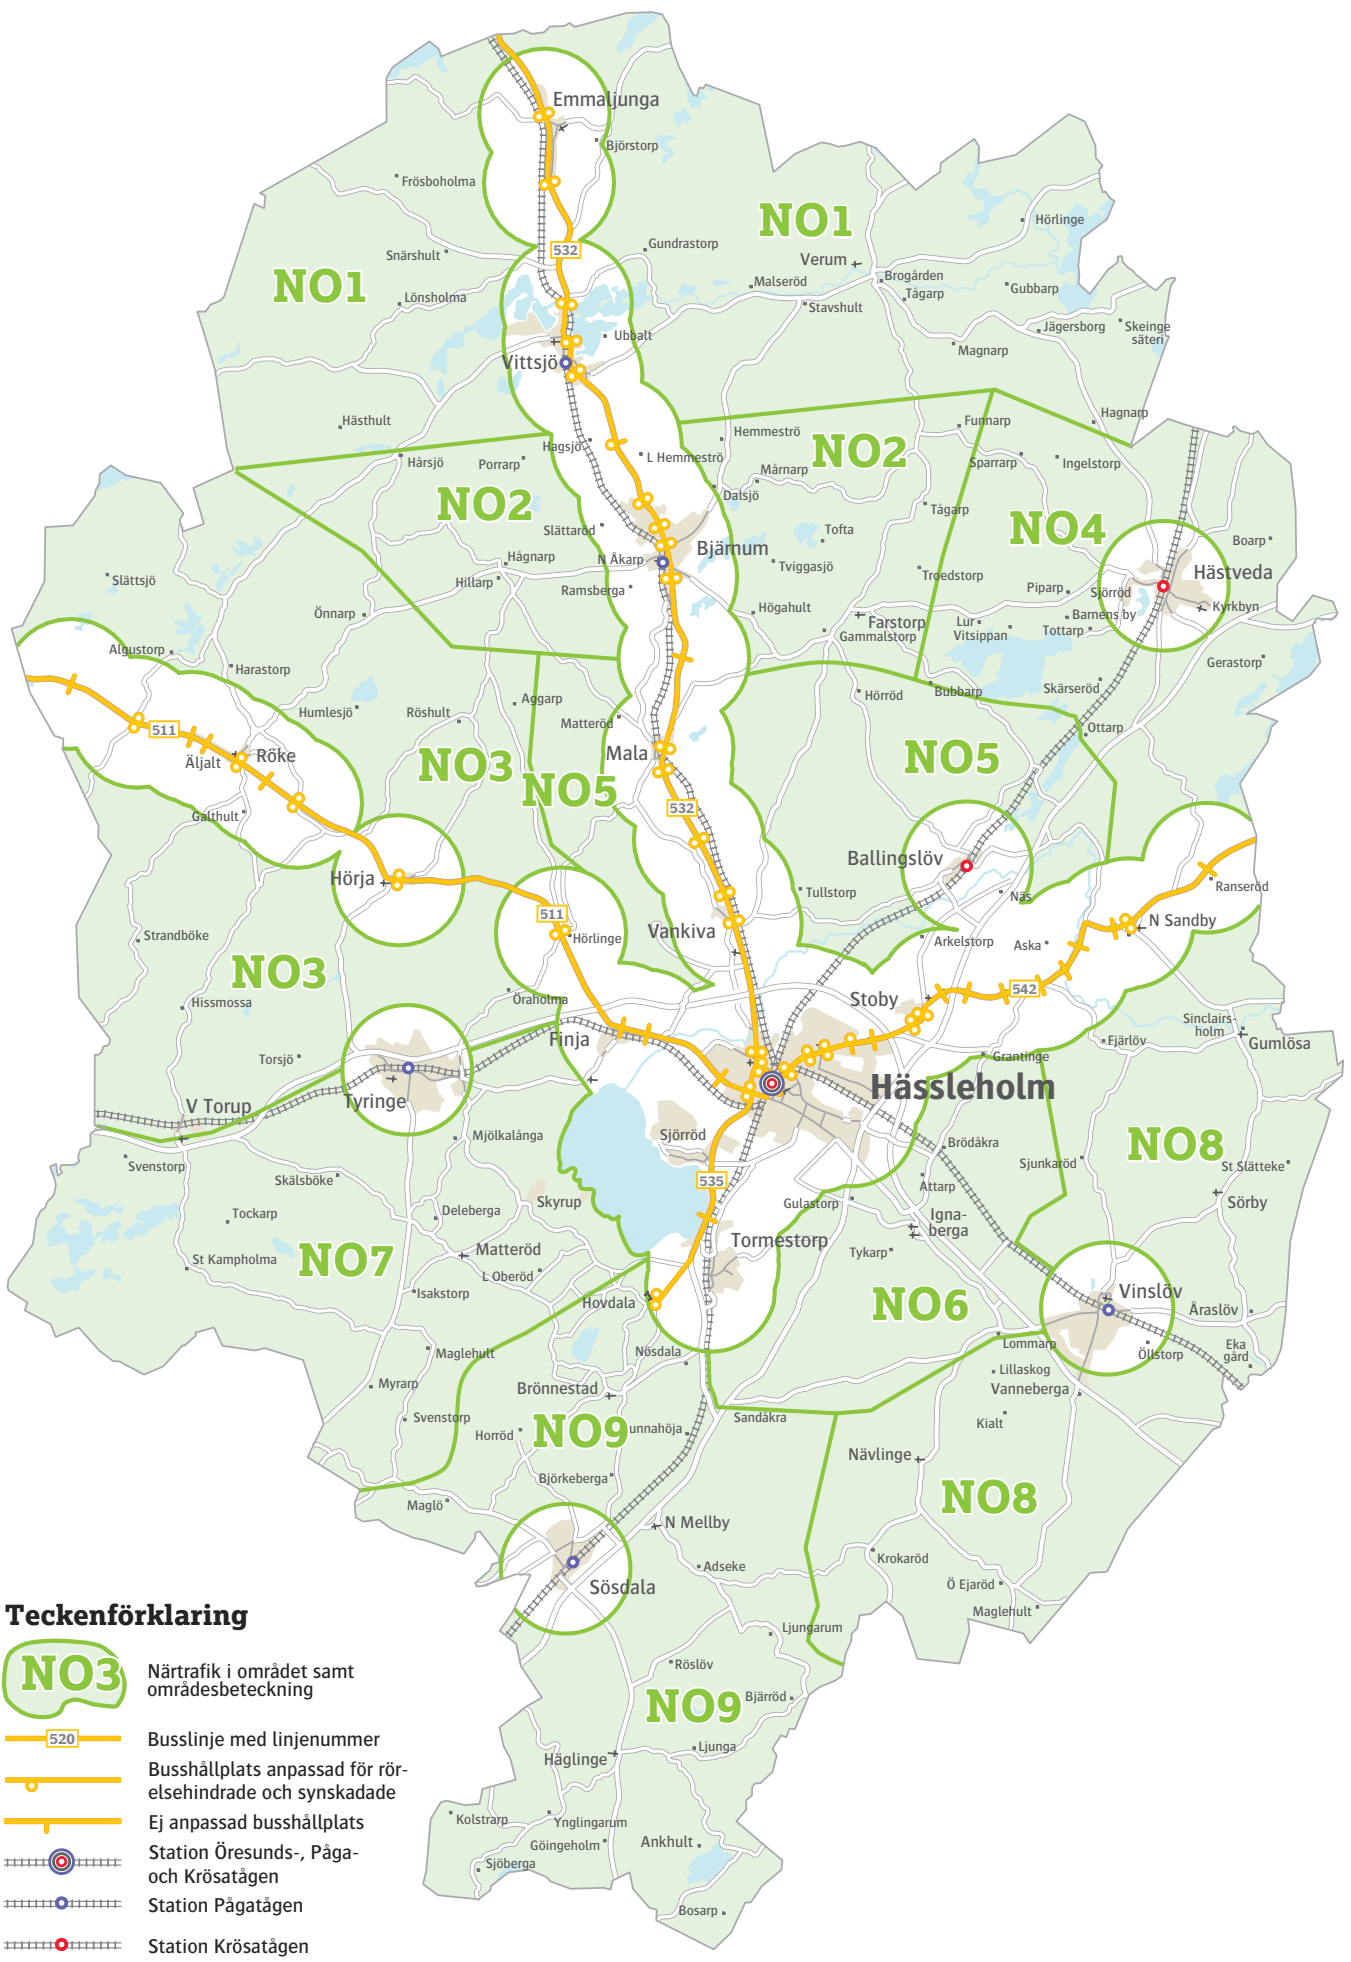 Emmaljunga
Björstorp
Frösboholma
NO1
Hörlinge
532
Gundrastorp
Snärshult
Verum
Brogården
Malseröd
Tågarp
Gubbarp
NO1
Lönsholma
Stavshult
Jägersborg
Skeinge
säteri
Ubbalt
Magnarp
Vittsjö
Hästhult
Hagnarp
Funnarp
Hemmeströ
NO2
Hagsjö
L Hemmeströ
Hårsjö
Porrarp
Mårnarp
Sparrarp
Ingelstorp
Dalsjö
NO2
Tågarp
NO4
Slättaröd
Tofta
Boarp
Bjärnum
Hågnarp
N Åkarp
Tviggasjö
Troedstorp
Hästveda
Slättsjö
Hillarp
Ramsberga
Piparp
Sjörröd
Önnarp
Högahult
Kyrkbyn
Farstorp
Gammalstorp
Lur
Vitsippan
Barnens by
Tottarp
Algustorp
Harastorp
Gerastorp
Hörröd
Bubbarp
Skärseröd
Aggarp
Humlesjö
Röshult
Matteröd
Ottarp
511
Röke
Äljalt
Mala
NO3
NO5
NO5
532
Galthult
Ballingslöv
Hörja
Tullstorp
Näs
Ranseröd
511
N Sandby
Strandböke
Hörlinge
Vankiva
Arkelstorp
Aska
NO3
542
Hissmossa
Öraholma
Stoby
Sinclairs-
holm
Gumlösa
Finja
Fjärlöv
Torsjö
Grantinge
Hässleholm
V Torup
Tyringe
Sjörröd
Mjölkalånga
Brödåkra
NO8
Svenstorp
Sjunkaröd
St Slätteke
Skälsböke
535
Attarp
Skyrup
Gulastorp
Sörby
Tockarp
Deleberga
Igna-
berga
Tormestorp
NO7
Matteröd
Tykarp
St Kampholma
L Oberöd
Isakstorp
Vinslöv
Hovdala
NO6
Åraslöv
Maglehult
Nösdala
Lommarp
Öllstorp
Eka
gård
Lillaskog
Myrarp
Brönnestad
Vanneberga
Svenstorp
Sandåkra
Kialt
Horröd
NO9
unnahöja
Nävlinge
Björkeberga
NO8
Maglö
N Mellby
Krokaröd
Adseke
Sösdala
Ö Ejaröd
Maglehult
Ljungarum
Röslöv
NO9
Bjärröd
Ljunga
Häglinge
Kolstrarp
Ynglingarum
Göingeholm
Ankhult
Sjöberga
Bosarp
Teckenförklaring
NO3
Närtrafik i området samt
områdesbeteckning
520
Busslinje med linjenummer
Busshållplats anpassad för rör-
elsehindrade och synskadade
Ej anpassad busshållplats
Station Öresunds-, Påga-
och Krösatågen
Station Pågatågen
Station Krösatågen